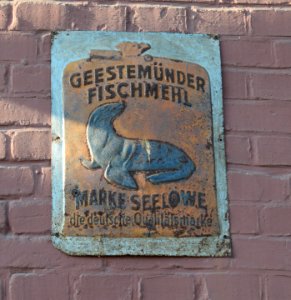 GEESTEMÜNDER
FISCHMEHL
MARKE SEELÖWE
die deutsche Qualitätsmarke